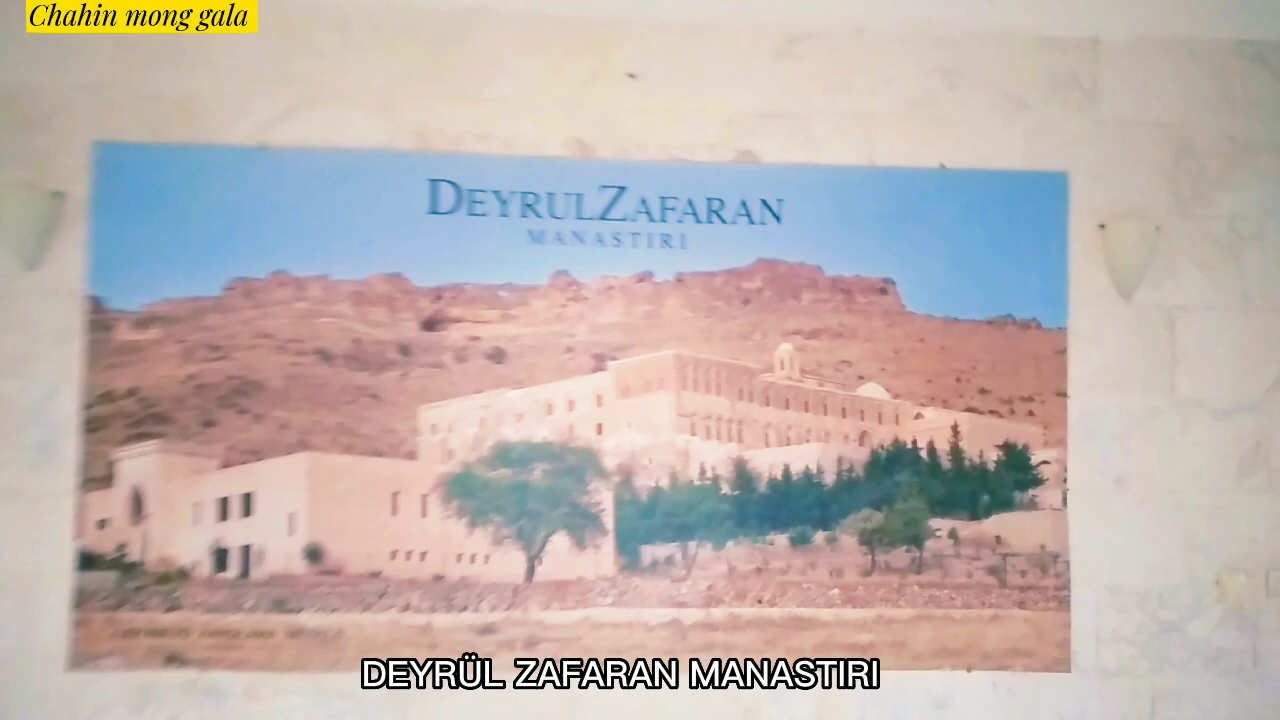 Chahin mong gala
DEYRULZAFARAN
MANASTIRI
DEYRÜL ZAFARAN MANASTIRI